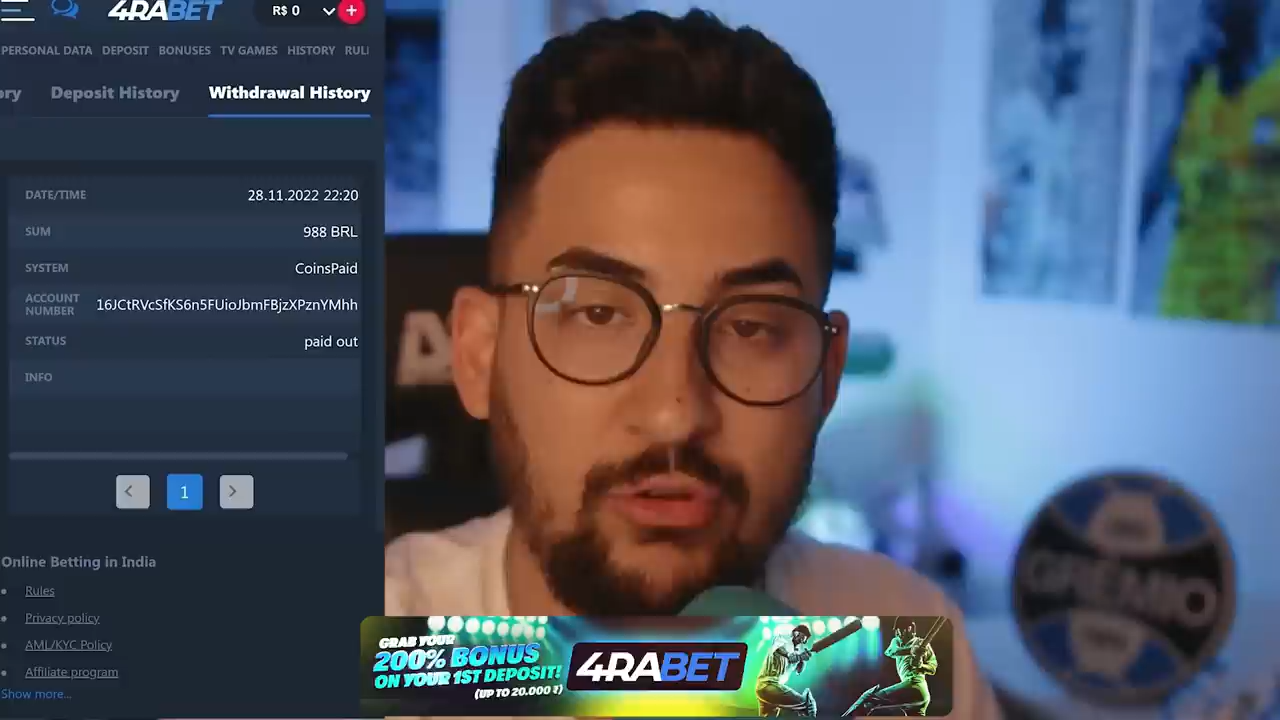 4RABET
R$ 0
+
PERSONAL DATA DEPOSIT BONUSES TV GAMES HISTORY RUL
ory Deposit History Withdrawal History
DATE/TIME 28.11.2022 22:20
SUM 988 BRL
SYSTEM CoinsPaid
ACCOUNT
NUMBER 16JCtRVcSfKS6n5FUioJbmFBjzXPznYMhh
STATUS paid out
INFO
< 1 >
Online Betting in India
Rules
Privacy policy
AML/KYC Policy
Affiliate program
Show more...
GRÊMIO
GRAB YOUR
200% BONUS
ON YOUR 1ST DEPOSIT!
(UP TO 20.000 ₹)
4RABET